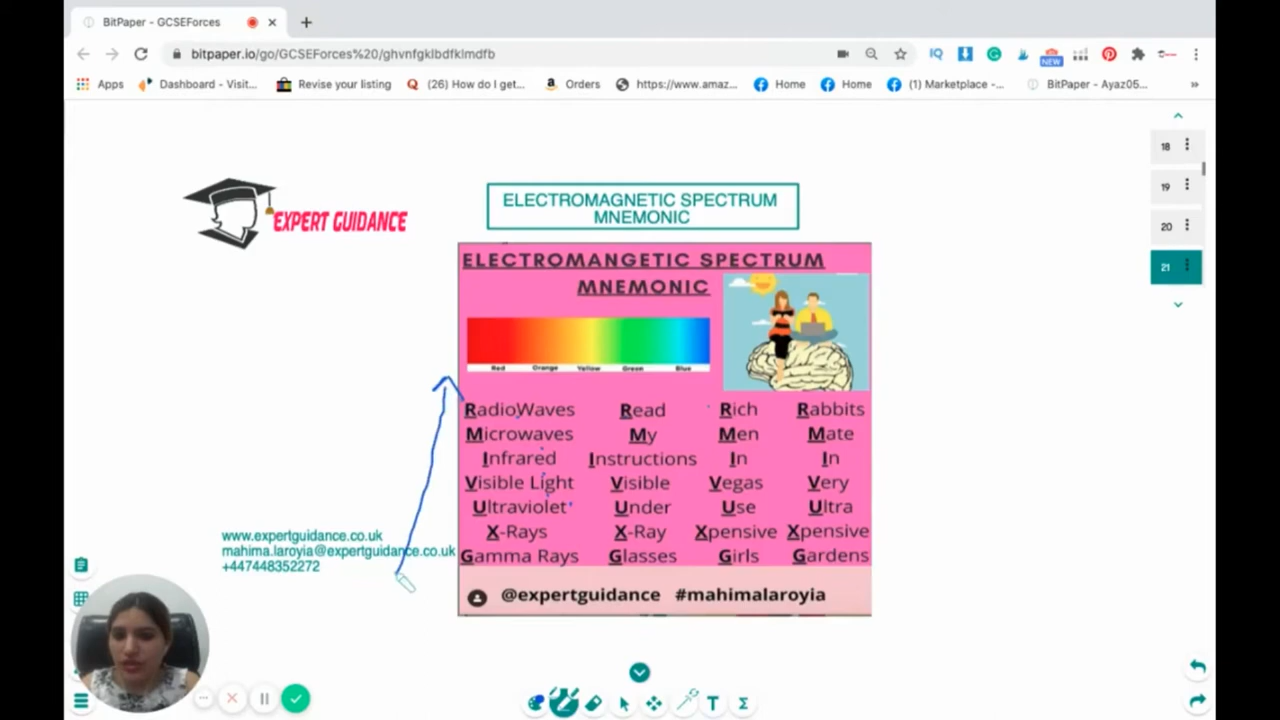 BitPaper - GCSEForces
bitpaper.io/go/GCSEForces%20/ghvnfgklbdfklmdfb
IQ
NEW
Apps
Dashboard - Visit...
Revise your listing
(26) How do I get...
Orders
https://www.amaz...
Home
Home
(1) Marketplace -...
BitPaper - Ayaz05...
18
19
20
21
EXPERT GUIDANCE
ELECTROMAGNETIC SPECTRUM
MNEMONIC
ELECTROMANGETIC SPECTRUM
MNEMONIC
Red Orange Yellow Green Blue
RadioWaves Read Rich Rabbits
Microwaves My Men Mate
Infrared Instructions In In
Visible Light Visible Vegas Very
Ultraviolet Under Use Ultra
X-Rays X-Ray Xpensive Xpensive
Gamma Rays Glasses Girls Gardens
@expertguidance #mahimalaroyia
www.expertguidance.co.uk
mahima.laroyia@expertguidance.co.uk
+447448352272
T
Σ